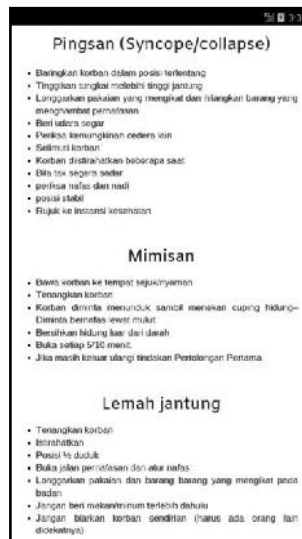 Pingsan (Syncope/collapse)
• Baringkan korban dalam posisi terlentang
• Tinggikan tungkai melebihi tinggi jantung
• Longgarkan pakaian yang mengikat dan hilangkan barang yang
menghambat pernafasan
• Beri udara segar
• Periksa kemungkinan cedera lain
• Selimuti korban
• Korban diistirahatkan beberapa saat
• Bila tak segera sadar
• periksa nafas dan nadi
• posisi stabil
• Rujuk ke instansi kesehatan
Mimisan
• Bawa korban ke tempat sejuk/nyaman
• Tenangkan korban
• Korban diminta menunduk sambil menekan cuping hidung–
Diminta bernafas lewat mulut
• Bersihkan hidung luar dari darah
• Buka setiap 5/10 menit.
• Jika masih keluar ulangi tindakan Pertolongan Pertama
Lemah jantung
• Tenangkan korban
• Istirahatkan
• Posisi ½ duduk
• Buka jalan pernafasan dan atur nafas
• Longgarkan pakaian dan barang barang yang mengikat pada
badan
• Jangan beri makan/minum terlebih dahulu
• Jangan biarkan korban sendirian (harus ada orang lain
didekatnya)